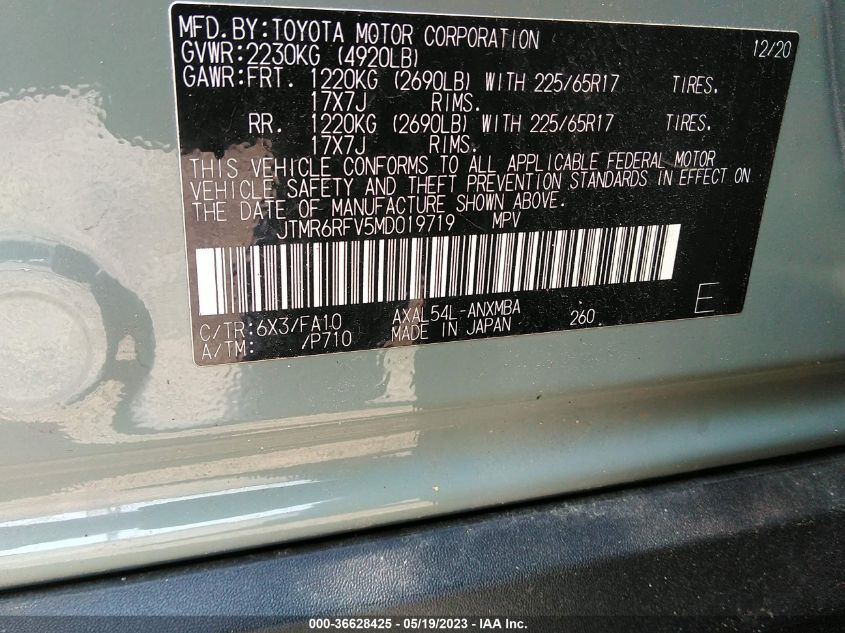 MFD.BY:TOYOTA MOTOR CORPORATION 12/20
GVWR:2230KG (4920LB)
GAWR:FRT. 1220KG (2690LB) WITH 225/65R17 TIRES.
17X7J RIMS.
RR. 1220KG (2690LB) WITH 225/65R17 TIRES.
17X7J RIMS.
THIS VEHICLE CONFORMS TO ALL APPLICABLE FEDERAL MOTOR
VEHICLE SAFETY AND THEFT PREVENTION STANDARDS IN EFFECT ON
THE DATE OF MANUFACTURE SHOWN ABOVE.
JTMR6RFV5MD019719 MPV
C/TR:6X3/FA10 AXAL54L-ANXMBA 260 E
A/TM: /P710 MADE IN JAPAN
000-36628425 - 05/19/2023 - IAA Inc.